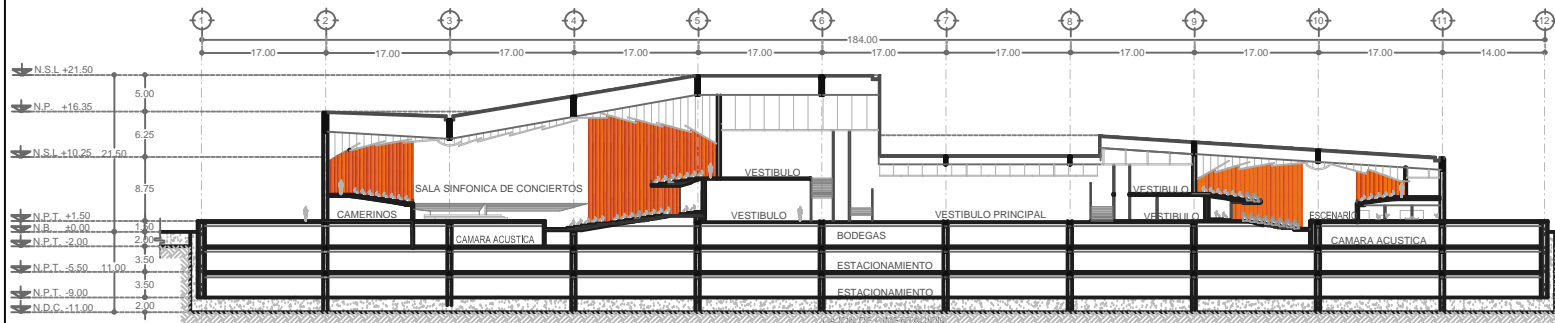 1 2 3 4 5 6 7 8 9 10 11 12
184.00
17.00 17.00 17.00 17.00 17.00 17.00 17.00 17.00 17.00 17.00 14.00
N.S.L +21.50
5.00
N.P. +16.35
6.25
N.S.L +10.25 21.50
VESTIBULO
SALA SINFONICA DE CONCIERTOS
VESTIBULO
8.75
CAMERINOS
VESTIBULO
VESTIBULO PRINCIPAL
VESTIBULO
ESCENARIO
N.P.T. +1.50
N.B. +0.00
1.50
BODEGAS
CAMARA ACUSTICA
CAMARA ACUSTICA
N.P.T. -2.00
2.00
3.50
ESTACIONAMIENTO
N.P.T. -5.50 11.00
3.50
ESTACIONAMIENTO
N.P.T. -9.00
2.00
N.D.C. -11.00